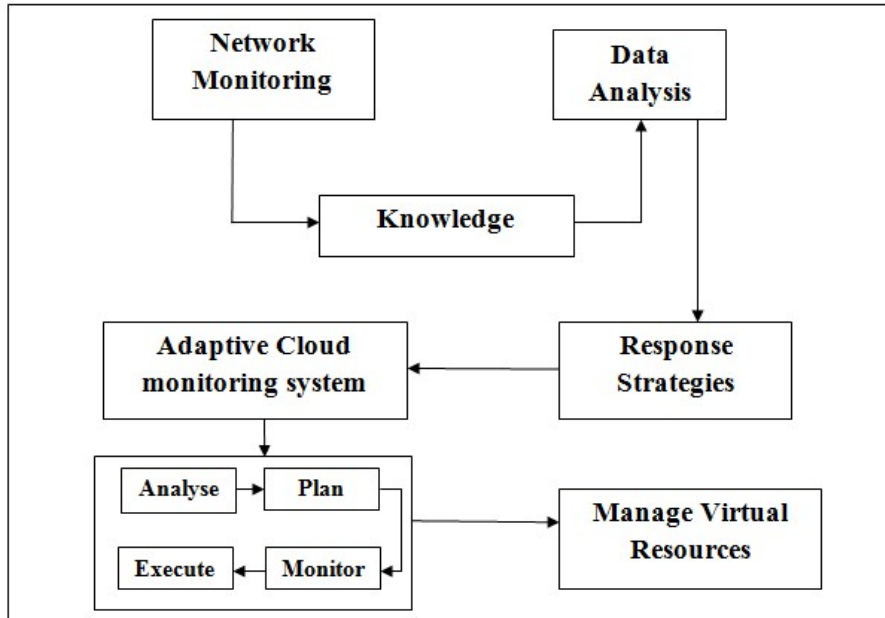 Network
Monitoring
Data
Analysis
Knowledge
Adaptive Cloud
monitoring system
Response
Strategies
Analyse
Plan
Execute
Monitor
Manage Virtual
Resources